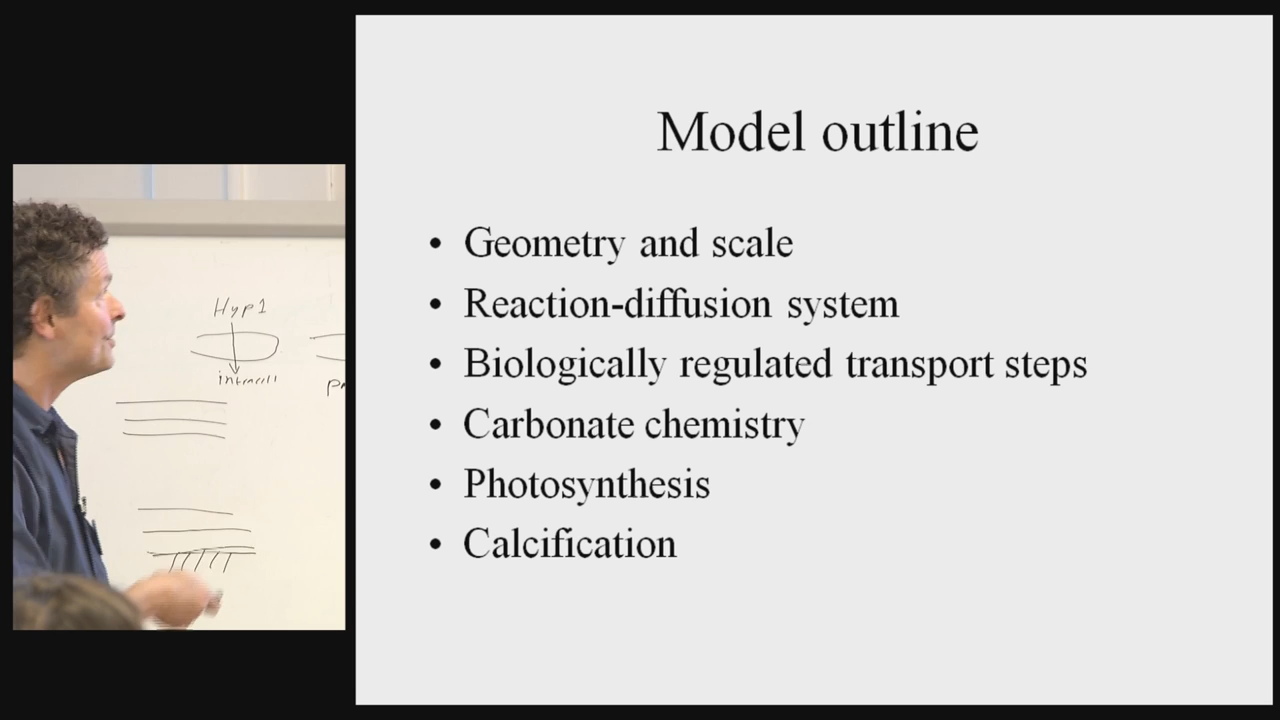 Model outline
• Geometry and scale
• Reaction-diffusion system
• Biologically regulated transport steps
• Carbonate chemistry
• Photosynthesis
• Calcification
Hyp1
intracell